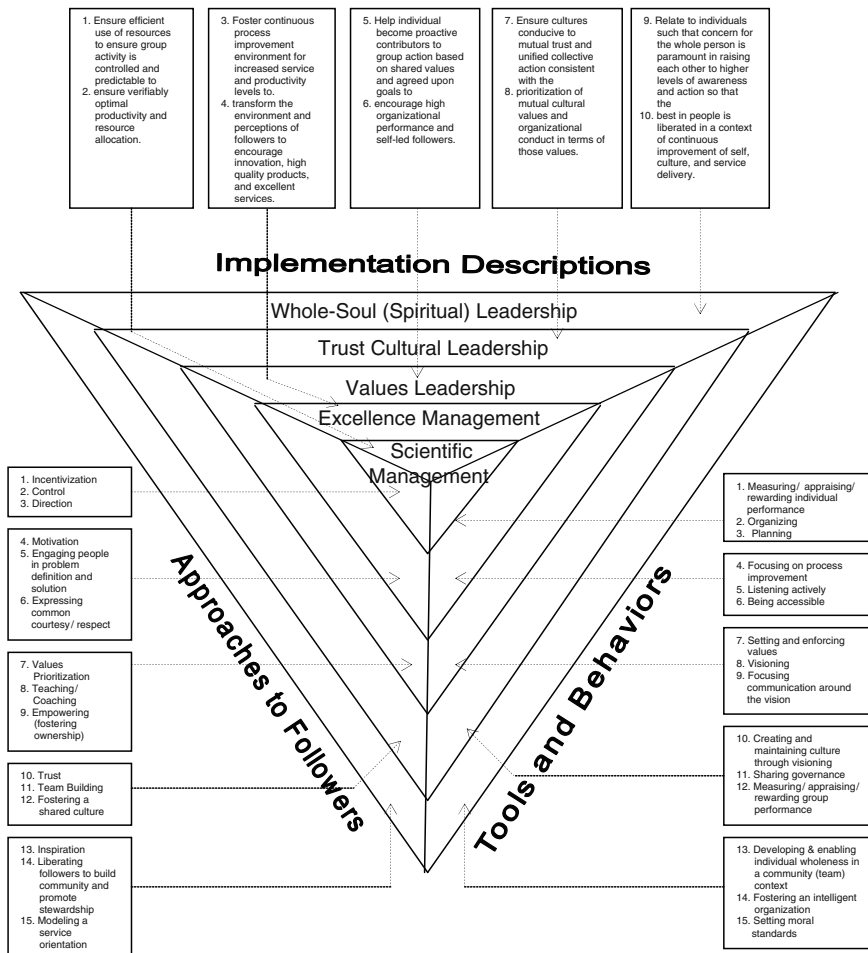 1. Ensure efficient
use of resources
to ensure group
activity is
controlled and
predictable to
2. ensure verifiably
optimal
productivity and
resource
allocation.
3. Foster continuous
process
improvement
environment for
increased service
and productivity
levels to.
4. transform the
environment and
perceptions of
followers to
encourage
innovation, high
quality products,
and excellent
services.
5. Help individual
become proactive
contributors to
group action based
on shared values
and agreed upon
goals to
6. encourage high
organizational
performance and
self-led followers.
7. Ensure cultures
conducive to
mutual trust and
unified collective
action consistent
with the
8. prioritization of
mutual cultural
values and
organizational
conduct in terms
of those values.
9. Relate to individuals
such that concern for
the whole person is
paramount in raising
each other to higher
levels of awareness
and action so that
the
10. best in people is
liberated in a context
of continuous
improvement of self,
culture, and service
delivery.
Implementation Descriptions
Whole-Soul (Spiritual) Leadership
Trust Cultural Leadership
Values Leadership
Excellence Management
Scientific
Management
Approaches to Followers
1. Incentivization
2. Control
3. Direction
4. Motivation
5. Engaging people
in problem
definition and
solution
6. Expressing
common
courtesy/ respect
7. Values
Prioritization
8. Teaching/
Coaching
9. Empowering
(fostering
ownership)
10. Trust
11. Team Building
12. Fostering a
shared culture
13. Inspiration
14. Liberating
followers to build
community and
promote
stewardship
15. Modeling a
service
orientation
Tools and Behaviors
1. Measuring/ appraising/
rewarding individual
performance
2. Organizing
3. Planning
4. Focusing on process
improvement
5. Listening actively
6. Being accessible
7. Setting and enforcing
values
8. Visioning
9. Focusing
communication around
the vision
10. Creating and
maintaining culture
through visioning
11. Sharing governance
12. Measuring/ appraising/
rewarding group
performance
13. Developing & enabling
individual wholeness in
a community (team)
context
14. Fostering an intelligent
organization
15. Setting moral
standards